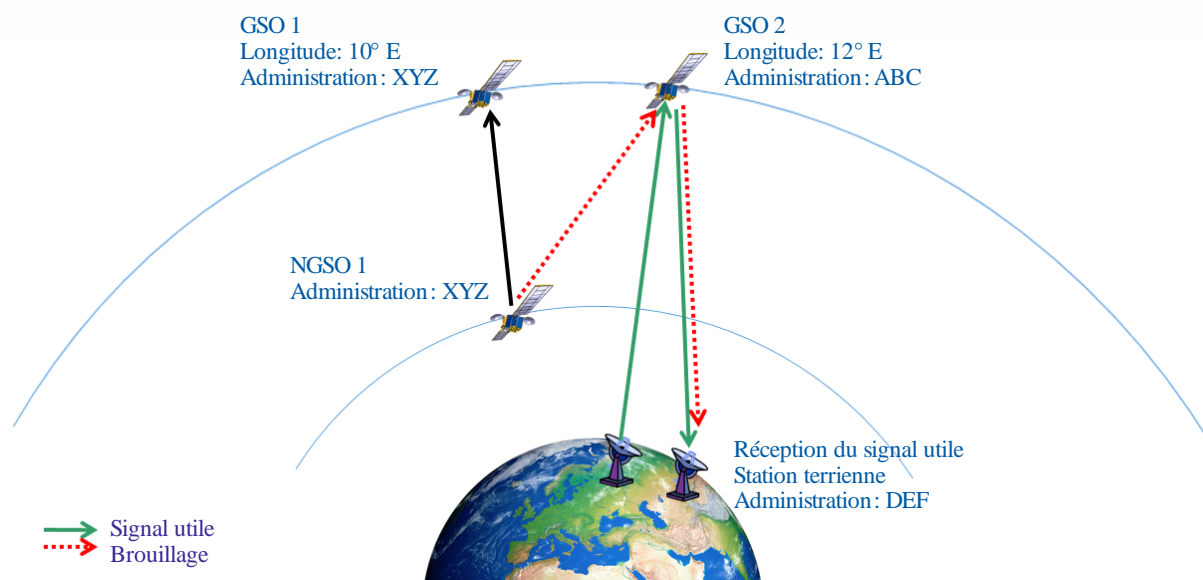 GSO 1
Longitude: 10° E
Administration : XYZ
GSO 2
Longitude: 12° E
Administration : ABC
NGSO 1
Administration : XYZ
Réception du signal utile
Station terrienne
Administration : DEF
Signal utile
Brouillage